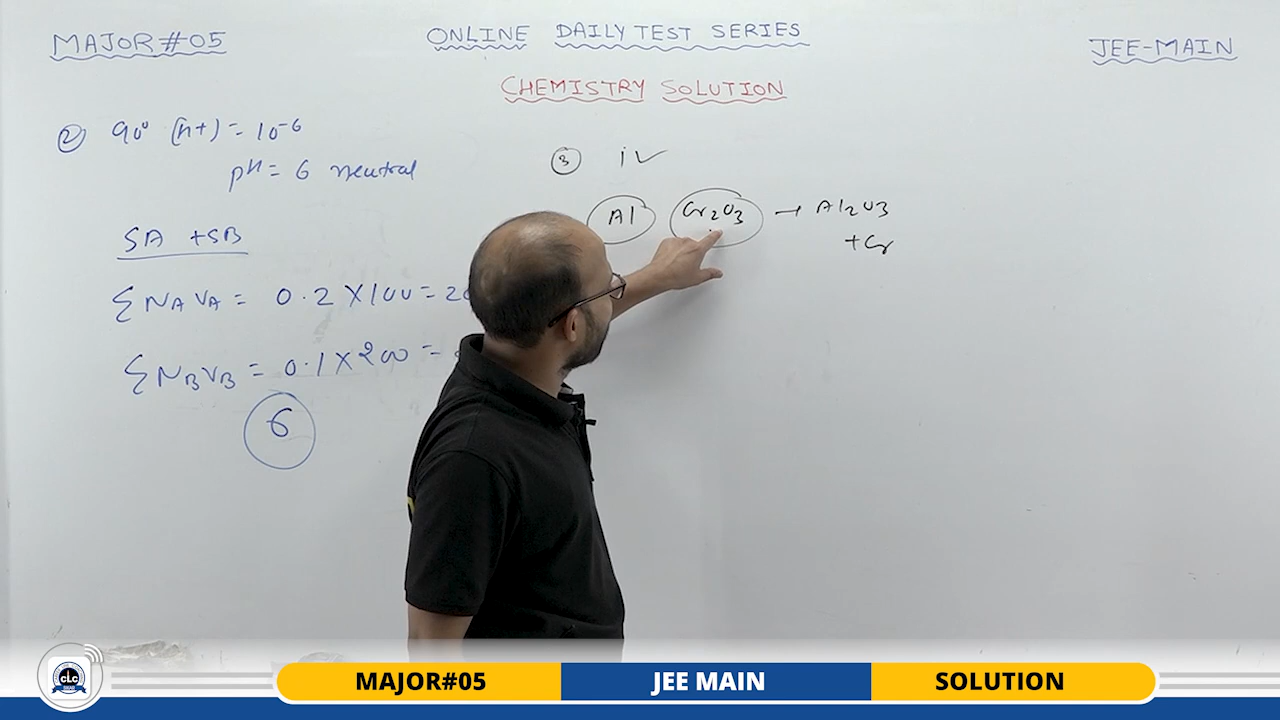 MAJOR#05
ONLINE DAILY TEST SERIES
JEE-MAIN
CHEMISTRY SOLUTION
② 90° (H+) = 10⁻⁶
pH = 6 neutral
SA + SB
ΣNAVA = 0.2 × 100 = 20
ΣNBVB = 0.1 × 200 =
6
③ iv
Al Cr₂O₃ → Al₂O₃
+ Cr
CLC
MAJOR#05
JEE MAIN
SOLUTION